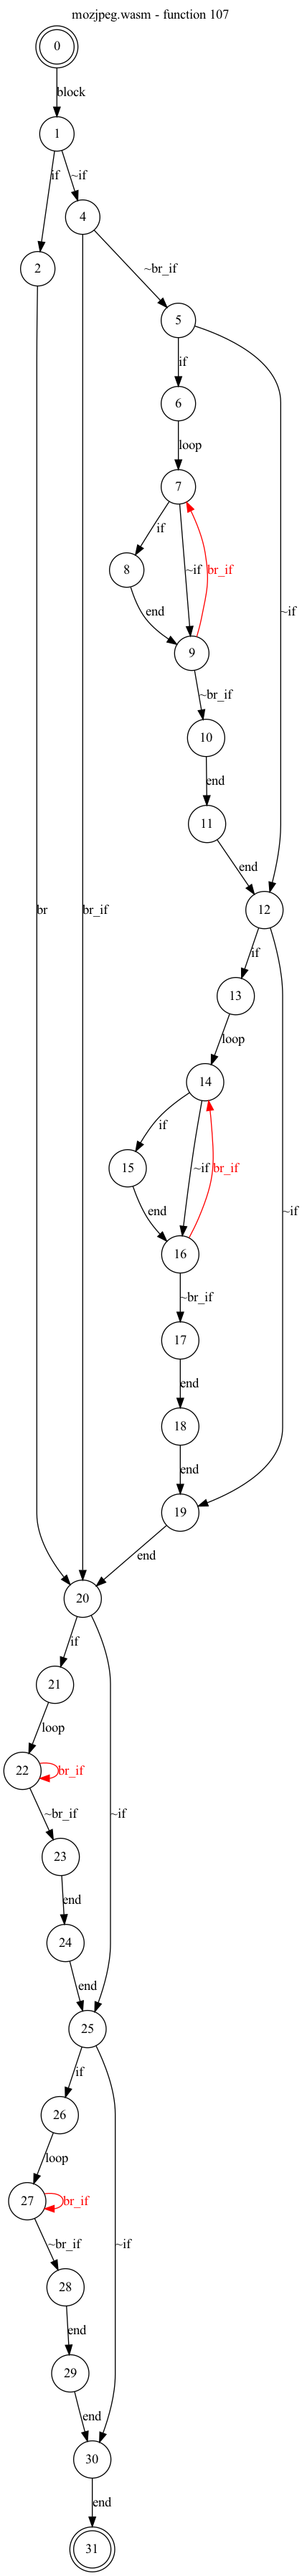 mozjpeg.wasm - function 107
0
block
1
if
~if
4
2
~br_if
5
if
6
loop
7
if
8
~if
br_if
~if
end
9
~br_if
10
end
11
end
br
br_if
12
if
13
loop
14
if
15
~if
br_if
~if
end
16
~br_if
17
end
18
end
19
end
20
if
21
loop
22
br_if
~br_if
~if
23
end
24
end
25
if
26
loop
27
br_if
~br_if
~if
28
end
29
end
30
end
31